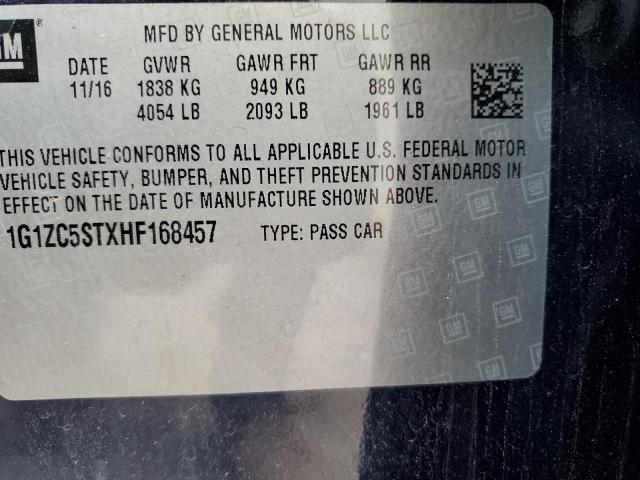 GM
MFD BY GENERAL MOTORS LLC
DATE GVWR GAWR FRT GAWR RR
11/16 1838 KG 949 KG 889 KG
4054 LB 2093 LB 1961 LB
THIS VEHICLE CONFORMS TO ALL APPLICABLE U.S. FEDERAL MOTOR
VEHICLE SAFETY, BUMPER, AND THEFT PREVENTION STANDARDS IN
EFFECT ON THE DATE OF MANUFACTURE SHOWN ABOVE.
1G1ZC5STXHF168457 TYPE: PASS CAR